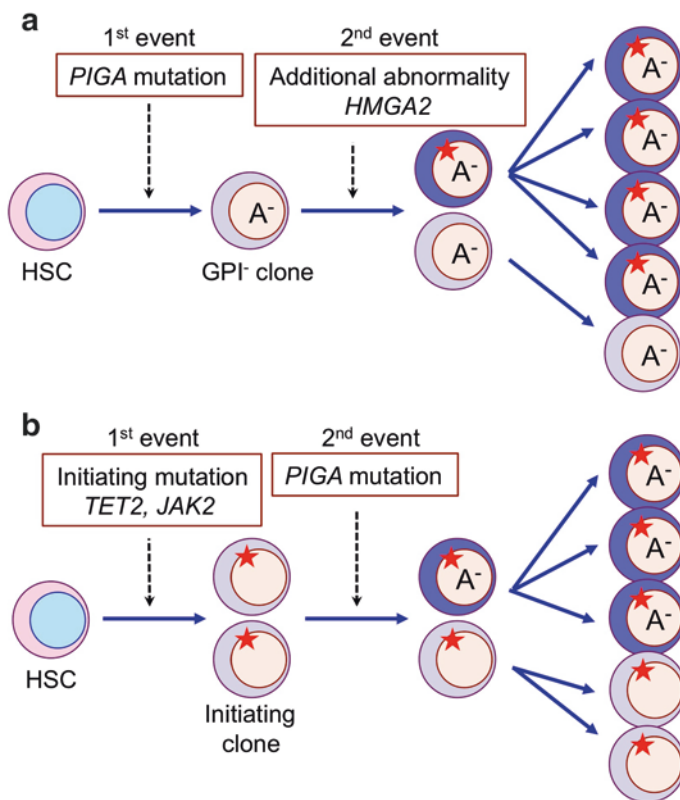 a
1st event
PIGA mutation
2nd event
Additional abnormality
HMGA2
HSC
A-
GPI- clone
A-
A-
A-
A-
A-
A-
A-
b
1st event
Initiating mutation
TET2, JAK2
2nd event
PIGA mutation
HSC
Initiating
clone
A-
A-
A-
A-